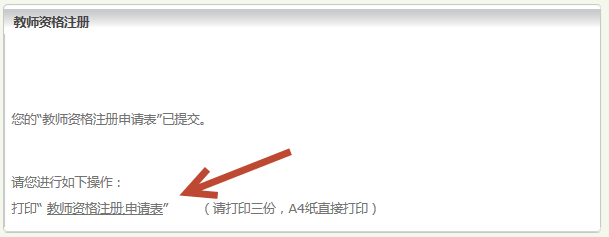 教师资格注册
您的“教师资格注册申请表”已提交。
请您进行如下操作：
打印“ 教师资格注册申请表” （请打印三份，A4纸直接打印）